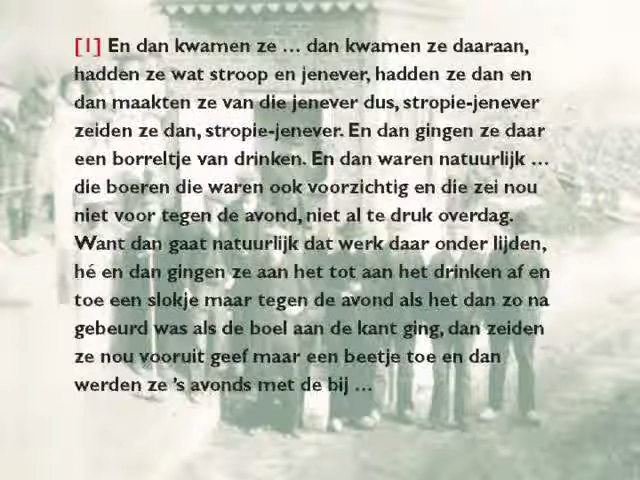 [1] En dan kwamen ze … dan kwamen ze daaraan,
hadden ze wat stroop en jenever, hadden ze dan en
dan maakten ze van die jenever dus, stropie-jenever
zeiden ze dan, stropie-jenever. En dan gingen ze daar
een borreltje van drinken. En dan waren natuurlijk …
die boeren die waren ook voorzichtig en die zei nou
niet voor tegen de avond, niet al te druk overdag.
Want dan gaat natuurlijk dat werk daar onder lijden,
hé en dan gingen ze aan het tot aan het drinken af en
toe een slokje maar tegen de avond als het dan zo na
gebeurd was als de boel aan de kant ging, dan zeiden
ze nou vooruit geef maar een beetje toe en dan
werden ze ’s avonds met de bij …